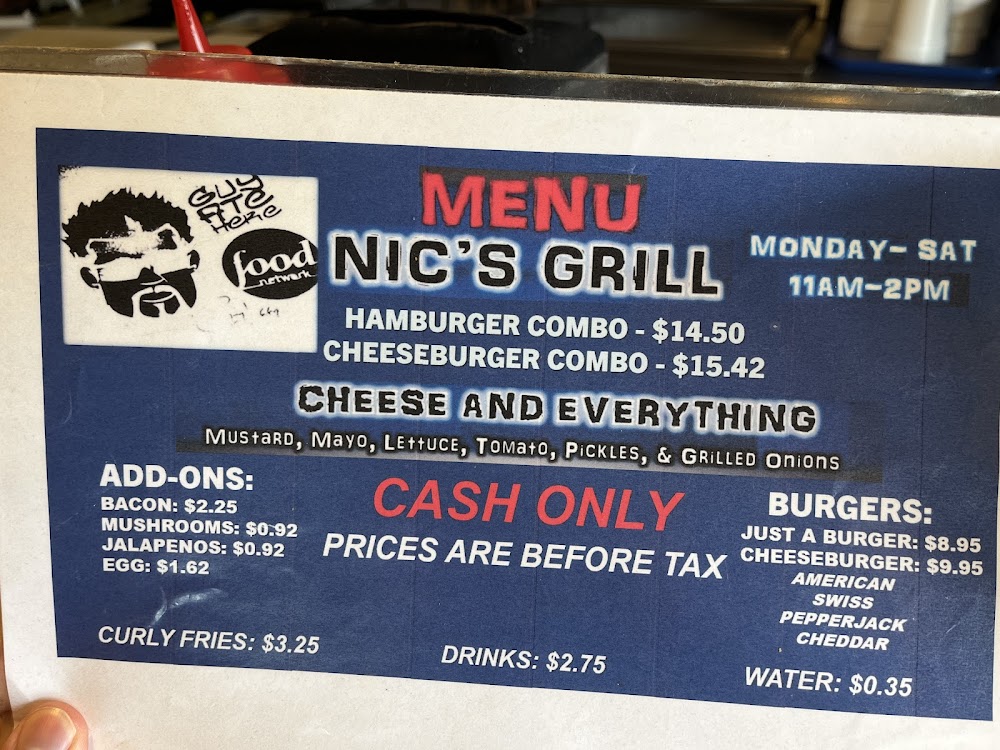 GUY
ATE
HERE
food
network
MENU
NIC'S GRILL
MONDAY- SAT
11AM-2PM
HAMBURGER COMBO - $14.50
CHEESEBURGER COMBO - $15.42
CHEESE AND EVERYTHING
MUSTARD, MAYO, LETTUCE, TOMATO, PICKLES, & GRILLED ONIONS
ADD-ONS:
BACON: $2.25
MUSHROOMS: $0.92
JALAPENOS: $0.92
EGG: $1.62
CASH ONLY
PRICES ARE BEFORE TAX
BURGERS:
JUST A BURGER: $8.95
CHEESEBURGER: $9.95
AMERICAN
SWISS
PEPPERJACK
CHEDDAR
CURLY FRIES: $3.25
DRINKS: $2.75
WATER: $0.35